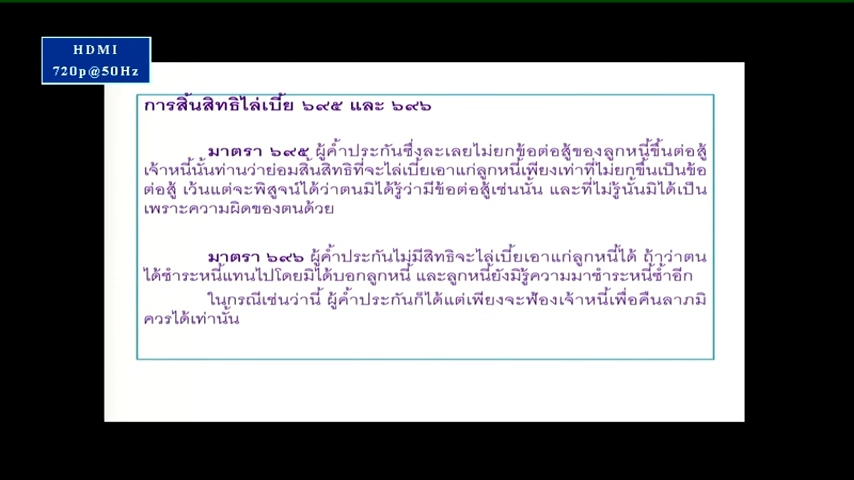 HDMI
720p@50Hz
การสิ้นสิทธิไล่เบี้ย ๖๙๕ และ ๖๙๖
มาตรา ๖๙๕ ผู้ค้ำประกันซึ่งละเลยไม่ยกข้อต่อสู้ของลูกหนี้ขึ้นต่อสู้
เจ้าหนี้นั้นท่านว่าย่อมสิ้นสิทธิที่จะไล่เบี้ยเอาแก่ลูกหนี้เพียงเท่าที่ไม่ยกขึ้นเป็นข้อ
ต่อสู้ เว้นแต่จะพิสูจน์ได้ว่าตนมิได้รู้ว่ามีข้อต่อสู้เช่นนั้น และที่ไม่รู้นั้นมิได้เป็น
เพราะความผิดของตนด้วย
มาตรา ๖๙๖ ผู้ค้ำประกันไม่มีสิทธิจะไล่เบี้ยเอาแก่ลูกหนี้ได้ ถ้าว่าตน
ได้ชำระหนี้แทนไปโดยมิได้บอกลูกหนี้ และลูกหนี้ยังมิรู้ความมาชำระหนี้ซ้ำอีก
ในกรณีเช่นว่านี้ ผู้ค้ำประกันก็ได้แต่เพียงจะฟ้องเจ้าหนี้เพื่อคืนลาภมิ
ควรได้เท่านั้น